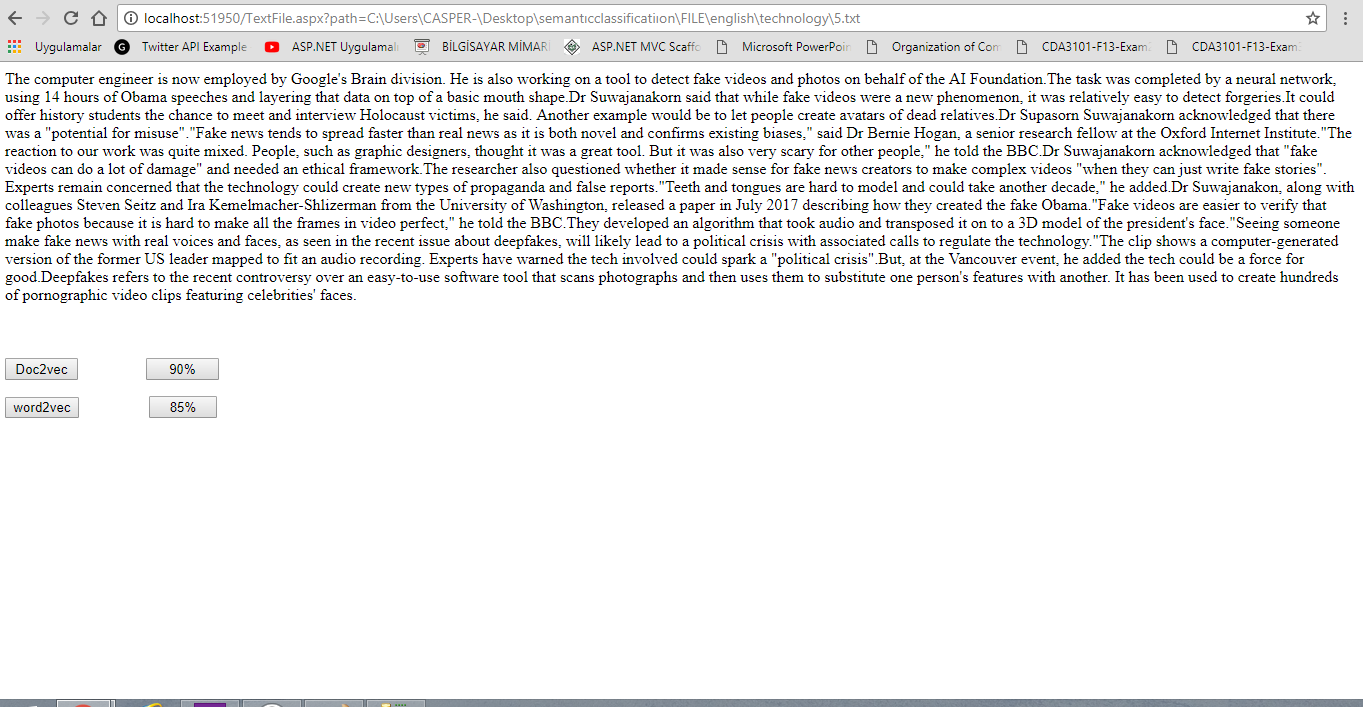 localhost:51950/TextFile.aspx?path=C:\Users\CASPER-\Desktop\semanticclassificatiion\FILE\english\technology\5.txt
Uygulamalar G Twitter API Example ASP.NET Uygulamal BİLGİSAYAR MİMAR ASP.NET MVC Scaffo Microsoft PowerPoin Organization of Com CDA3101-F13-Exam CDA3101-F13-Exam
The computer engineer is now employed by Google's Brain division. He is also working on a tool to detect fake videos and photos on behalf of the AI Foundation.The task was completed by a neural network,
using 14 hours of Obama speeches and layering that data on top of a basic mouth shape.Dr Suwajanakorn said that while fake videos were a new phenomenon, it was relatively easy to detect forgeries.It could
offer history students the chance to meet and interview Holocaust victims, he said. Another example would be to let people create avatars of dead relatives.Dr Supasorn Suwajanakorn acknowledged that there
was a "potential for misuse"."Fake news tends to spread faster than real news as it is both novel and confirms existing biases," said Dr Bernie Hogan, a senior research fellow at the Oxford Internet Institute."The
reaction to our work was quite mixed. People, such as graphic designers, thought it was a great tool. But it was also very scary for other people," he told the BBC.Dr Suwajanakorn acknowledged that "fake
videos can do a lot of damage" and needed an ethical framework.The researcher also questioned whether it made sense for fake news creators to make complex videos "when they can just write fake stories".
Experts remain concerned that the technology could create new types of propaganda and false reports."Teeth and tongues are hard to model and could take another decade," he added.Dr Suwajanakon, along with
colleagues Steven Seitz and Ira Kemelmacher-Shlizerman from the University of Washington, released a paper in July 2017 describing how they created the fake Obama."Fake videos are easier to verify that
fake photos because it is hard to make all the frames in video perfect," he told the BBC.They developed an algorithm that took audio and transposed it on to a 3D model of the president's face."Seeing someone
make fake news with real voices and faces, as seen in the recent issue about deepfakes, will likely lead to a political crisis with associated calls to regulate the technology."The clip shows a computer-generated
version of the former US leader mapped to fit an audio recording. Experts have warned the tech involved could spark a "political crisis".But, at the Vancouver event, he added the tech could be a force for
good.Deepfakes refers to the recent controversy over an easy-to-use software tool that scans photographs and then uses them to substitute one person's features with another. It has been used to create hundreds
of pornographic video clips featuring celebrities' faces.
Doc2vec 90%
word2vec 85%